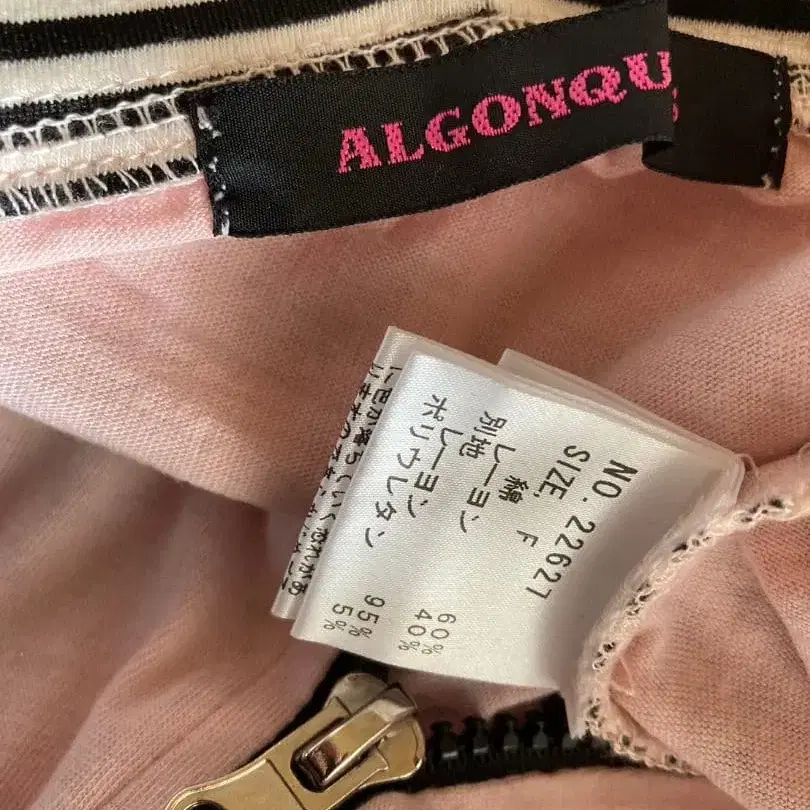 ALGONQU
S
NO. 22627
SIZE. F
綿 60%
レーヨン 40%
別地
レーヨン 95%
ポリウレタン 5%